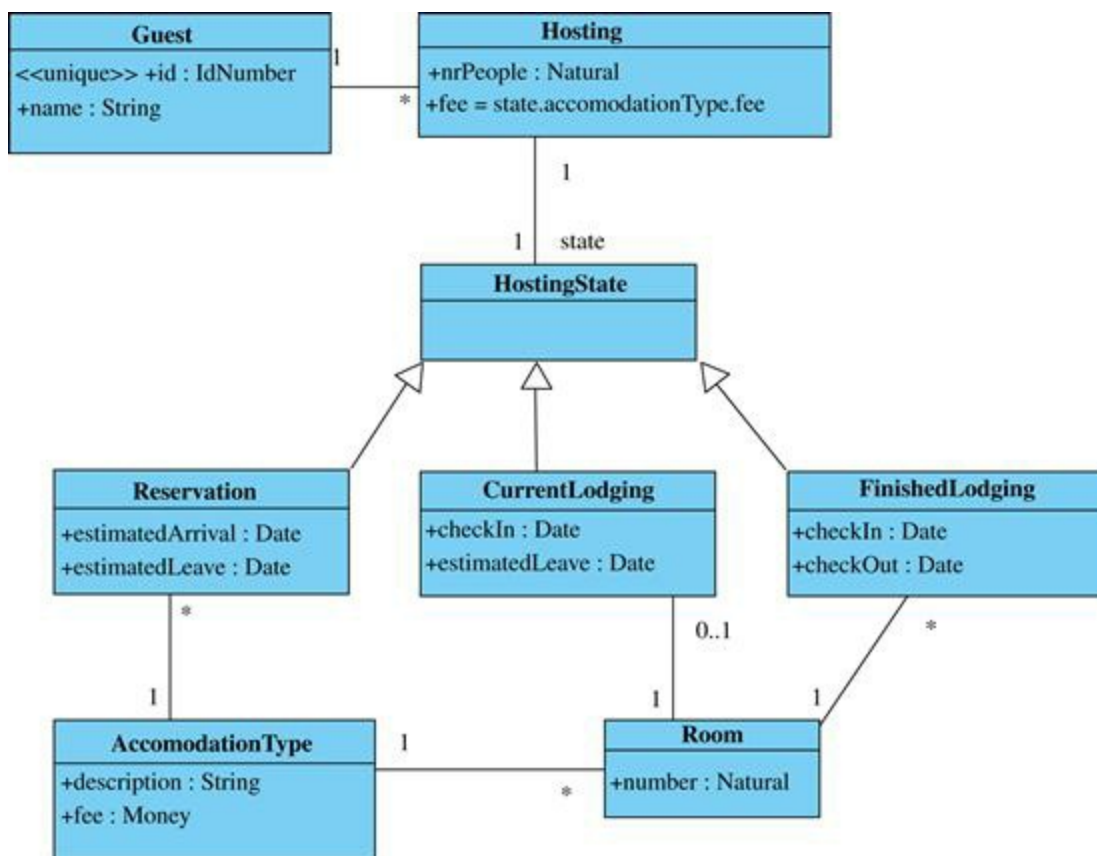 Guest
<<unique>> +id : IdNumber
+name : String
1
*
Hosting
+nrPeople : Natural
+fee = state.accomodationType.fee
1
1
state
HostingState
Reservation
+estimatedArrival : Date
+estimatedLeave : Date
CurrentLodging
+checkIn : Date
+estimatedLeave : Date
FinishedLodging
+checkIn : Date
+checkOut : Date
*
0..1
*
1
1
1
AccomodationType
+description : String
+fee : Money
1
*
Room
+number : Natural